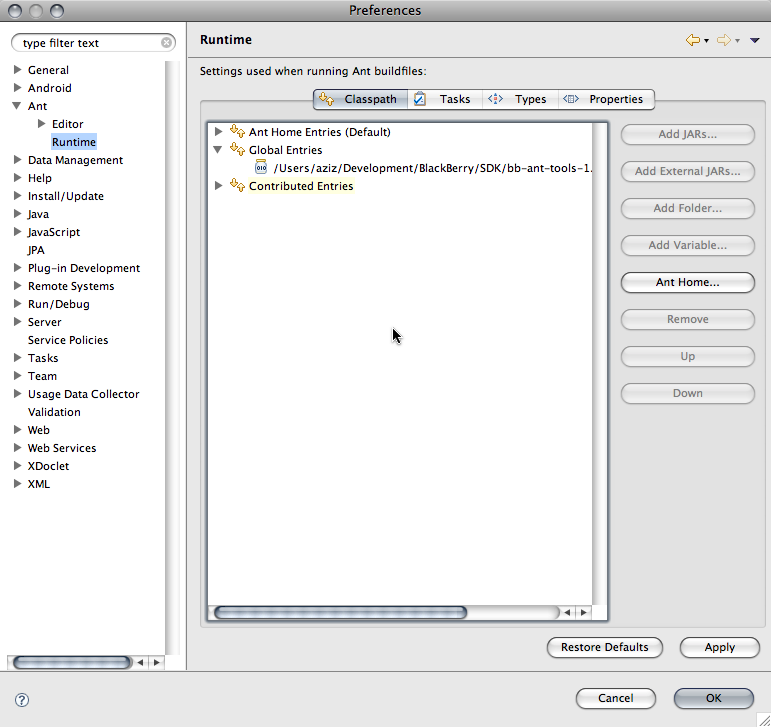 Preferences
type filter text
General
Android
Ant
Editor
Runtime
Data Management
Help
Install/Update
Java
JavaScript
JPA
Plug-in Development
Remote Systems
Run/Debug
Server
Service Policies
Tasks
Team
Usage Data Collector
Validation
Web
Web Services
XDoclet
XML
Runtime
Settings used when running Ant buildfiles:
Classpath
Tasks
Types
Properties
Ant Home Entries (Default)
Global Entries
/Users/aziz/Development/BlackBerry/SDK/bb-ant-tools-1.
Contributed Entries
Add JARs...
Add External JARs...
Add Folder...
Add Variable...
Ant Home...
Remove
Up
Down
Restore Defaults
Apply
?
Cancel
OK